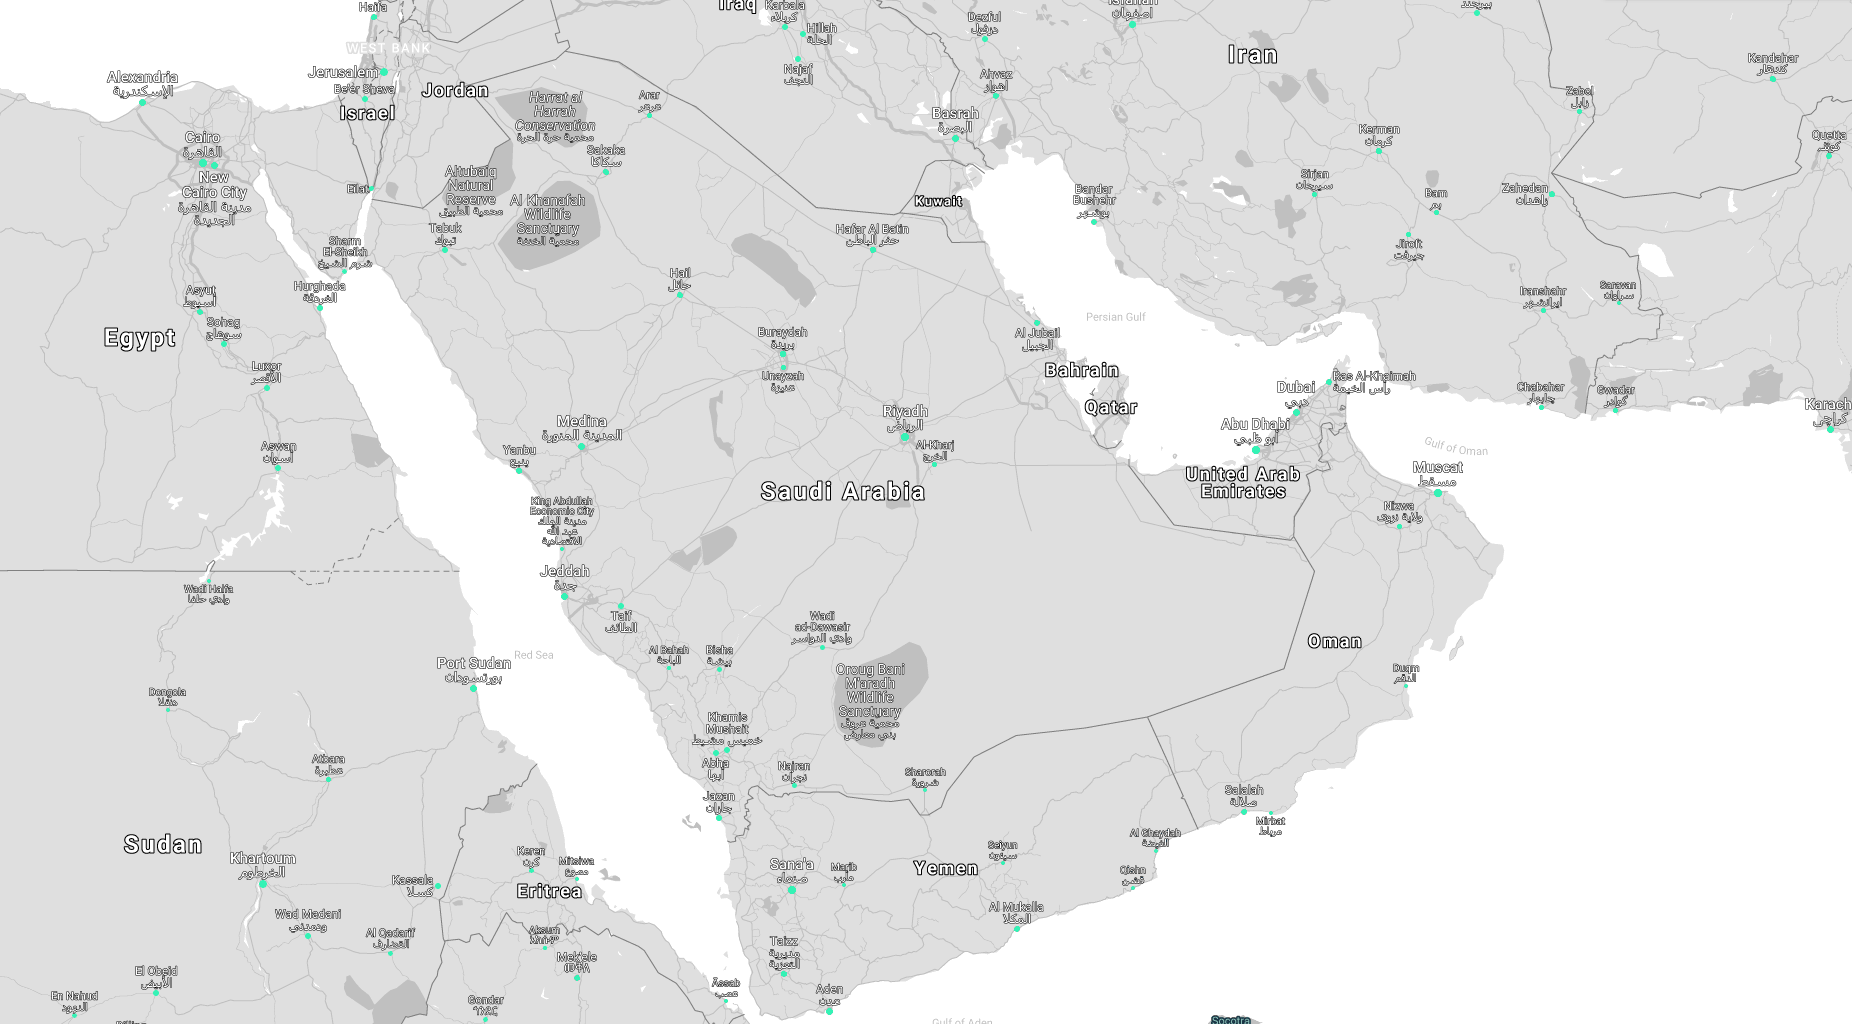 Haifa
WEST BANK
Jerusalem
Be'er Sheva
Israel
Jordan
Iraq
Karbala
كربلاء
Hillah
الحلة
Najaf
النجف
Dezful
دزفول
Isfahan
اصفهان
Ahvaz
اهواز
Basrah
البصرة
Iran
بیرجند
Kandahar
کندهار
Zabol
زابل
Quetta
کوئٹہ
Kerman
کرمان
Sirjan
سیرجان
Bam
بم
Zahedan
زاهدان
Jiroft
جیرفت
Iranshahr
ایرانشهر
Saravan
سراوان
Chabahar
چابهار
Gwadar
گوادر
Karach
کراچی
Alexandria
الإسكندرية
Cairo
القاهرة
New
Cairo City
مدينة القاهرة
الجديدة
Eilat
Sharm
El-Sheikh
شرم الشيخ
Hurghada
الغردقة
Asyut
أسيوط
Sohag
سوهاج
Egypt
Luxor
الأقصر
Aswan
أسوان
Harrat al
Harrah
Conservation
محمية حرة الحرة
Arar
عرعر
Sakaka
سكاكا
Altubaiq
Natural
Reserve
محمية الطبيق
Al Khanafah
Wildlife
Sanctuary
محمية الخنفة
Tabuk
تبوك
Kuwait
Hafar Al Batin
حفر الباطن
Bandar
Bushehr
بوشهر
Hail
حائل
Buraydah
بريدة
Unayzah
عنيزة
Persian Gulf
Al Jubail
الجبيل
Bahrain
Qatar
Riyadh
الرياض
Al-Kharj
الخرج
Medina
المدينة المنورة
Yanbu
ينبع
Saudi Arabia
Dubai
دبي
Ras Al-Khaimah
رأس الخيمة
Abu Dhabi
أبو ظبي
United Arab
Emirates
Gulf of Oman
Muscat
مسقط
Nizwa
ولاية نزوى
King Abdullah
Economic City
مدينة الملك
عبد الله
الاقتصادية
Jeddah
جدة
Taif
الطائف
Wadi Halfa
وادي حلفا
Red Sea
Port Sudan
بورتسودان
Dongola
دنقلا
Al Bahah
الباحة
Bisha
بيشة
Wadi
ad-Dawasir
وادي الدواسر
Oroug Bani
M'aradh
Wildlife
Sanctuary
محمية عروق
بني معارض
Oman
Duqm
الدقم
Khamis
Mushait
خميس مشيط
Abha
أبها
Najran
نجران
Sharorah
شرورة
Jazan
جازان
Salalah
صلالة
Mirbat
مرباط
Atbara
عطبرة
Sudan
Khartoum
الخرطوم
Kassala
كسلا
Keren
ከረን
Mitsiwa
مصوع
Eritrea
Wad Madani
ود مدني
Al Qadarif
القضارف
Aksum
አክሱም
Mek'ele
መቐለ
El Obeid
الأبيض
En Nahud
النهود
Gondar
ጎንደር
Assab
عصب
Sana'a
صنعاء
Marib
مأرب
Yemen
Seiyun
سيئون
Al Ghaydah
الغيضة
Qishn
قشن
Al Mukalla
المكلا
Taizz
مديرية
التعزية
Aden
عدن
Gulf of Aden
Socotra